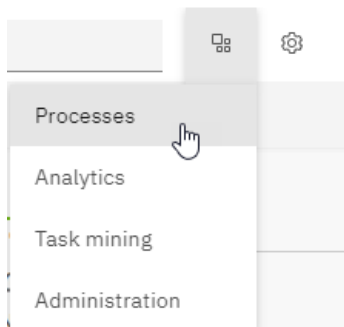 Processes
Analytics
Task mining
Administration